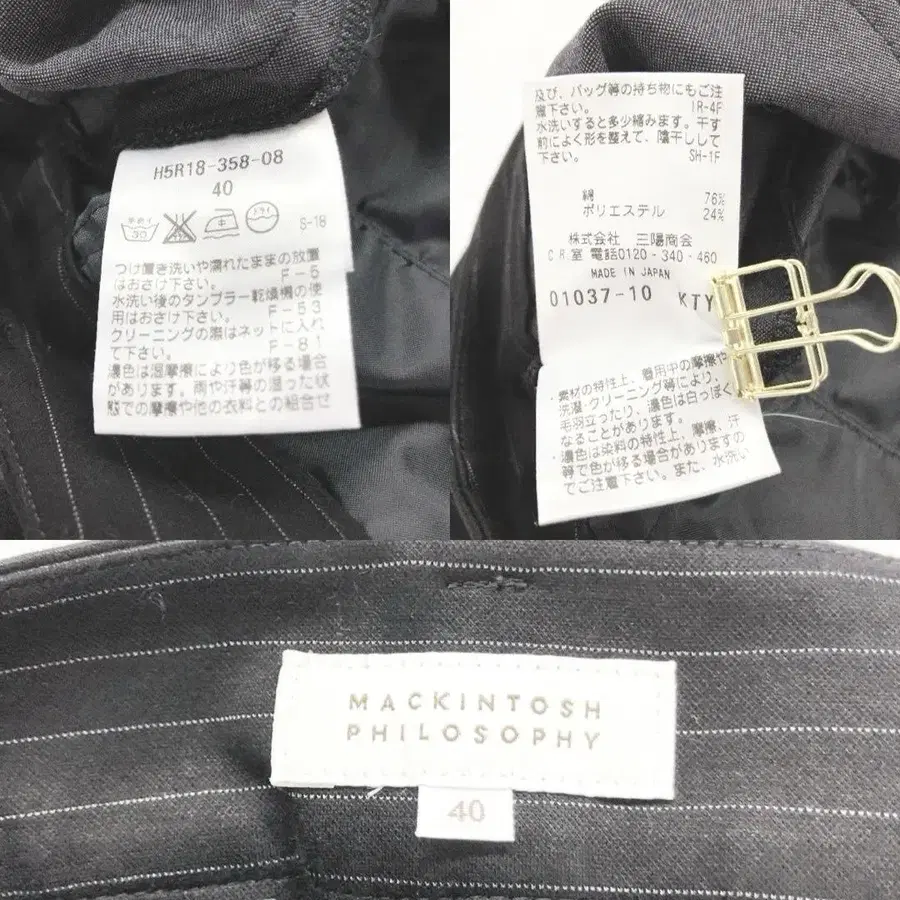 H5R18-358-08
40
手洗イ
30
ドライ
S-18
つけ置き洗いや濡れたままの放置
はおさけ下さい。 F-5
水洗い後のタンブラー乾燥機の使
用はおさけ下さい。 F-53
クリーニングの際はネットに入れ
て下さい。 F-81
濃色は湿摩擦により色が移る場合
があります。雨や汗等の湿った状
態での摩擦や他の衣料との組合せ
及び、バッグ等の持ち物にもご注
意下さい。 IR-4F
水洗いすると多少縮みます。干す
前によく形を整えて、陰干しして
下さい。 SH-1F
綿 76%
ポリエステル 24%
株式会社 三陽商会
C.R.室 電話0120-340-460
MADE IN JAPAN
01037-10 KTY
・素材の特性上、着用中の摩擦や
洗濯・クリーニング等により、
毛羽立ったり、濃色は白っぽく
なることがあります。
・濃色は染料の特性上、摩擦、汗
等で色が移る場合がありますの
でご注意下さい。また、水洗い
MACKINTOSH
PHILOSOPHY
40